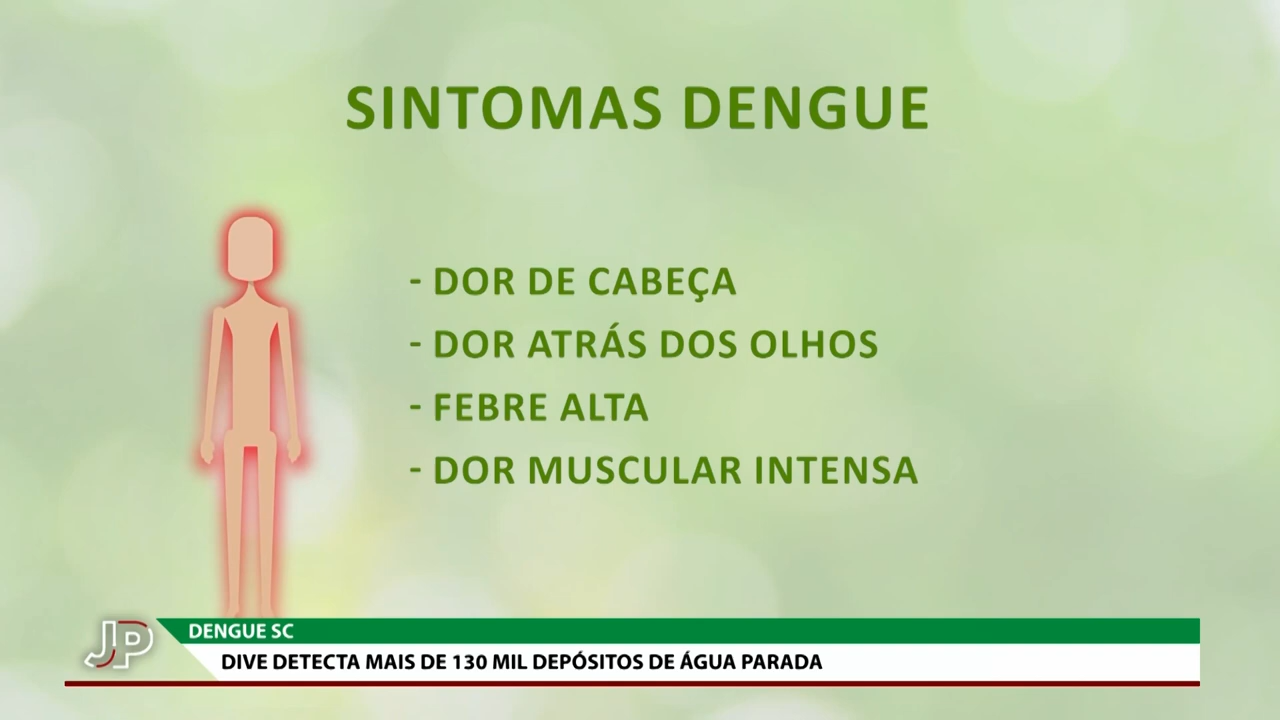 SINTOMAS DENGUE
- DOR DE CABEÇA
- DOR ATRÁS DOS OLHOS
- FEBRE ALTA
- DOR MUSCULAR INTENSA
JP
DENGUE SC
DIVE DETECTA MAIS DE 130 MIL DEPÓSITOS DE ÁGUA PARADA